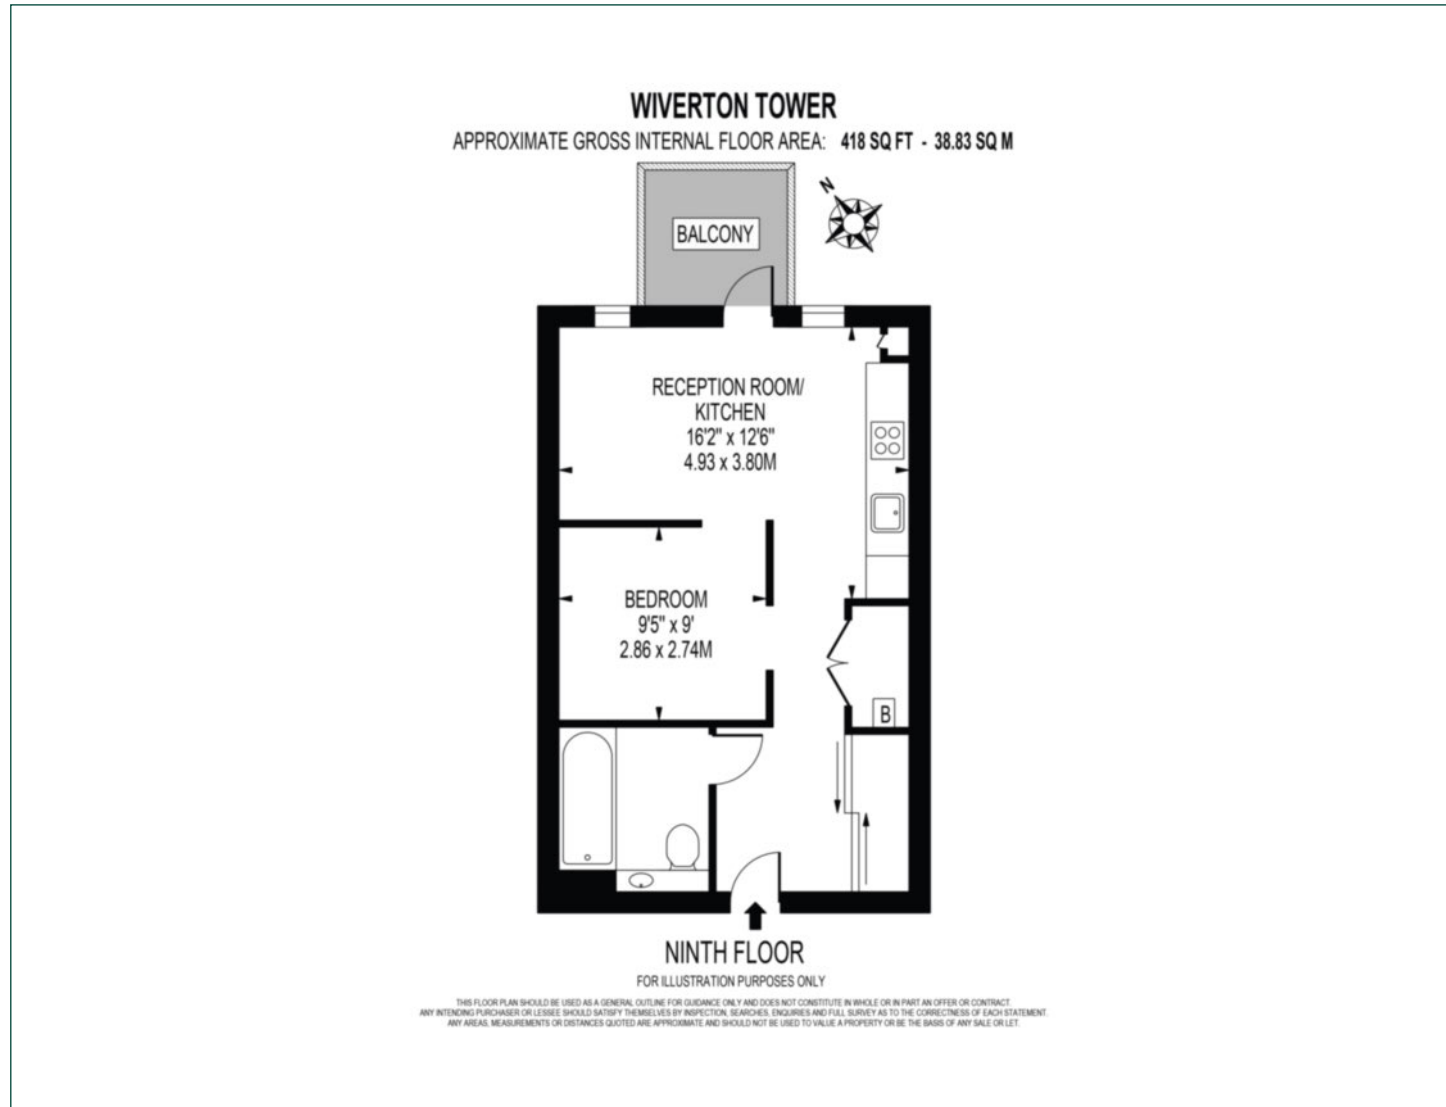 WIVERTON TOWER
APPROXIMATE GROSS INTERNAL FLOOR AREA: 418 SQ FT - 38.83 SQ M
N
BALCONY
RECEPTION ROOM/
KITCHEN
16'2" x 12'6"
4.93 x 3.80M
BEDROOM
9'5" x 9'
2.86 x 2.74M
B
NINTH FLOOR
FOR ILLUSTRATION PURPOSES ONLY
THIS FLOOR PLAN SHOULD BE USED AS A GENERAL OUTLINE FOR GUIDANCE ONLY AND DOES NOT CONSTITUTE IN WHOLE OR IN PART AN OFFER OR CONTRACT.
ANY INTENDING PURCHASER OR LESSEE SHOULD SATISFY THEMSELVES BY INSPECTION, SEARCHES, ENQUIRIES AND FULL SURVEY AS TO THE CORRECTNESS OF EACH STATEMENT.
ANY AREAS, MEASUREMENTS OR DISTANCES QUOTED ARE APPROXIMATE AND SHOULD NOT BE USED TO VALUE A PROPERTY OR BE THE BASIS OF ANY SALE OR LET.